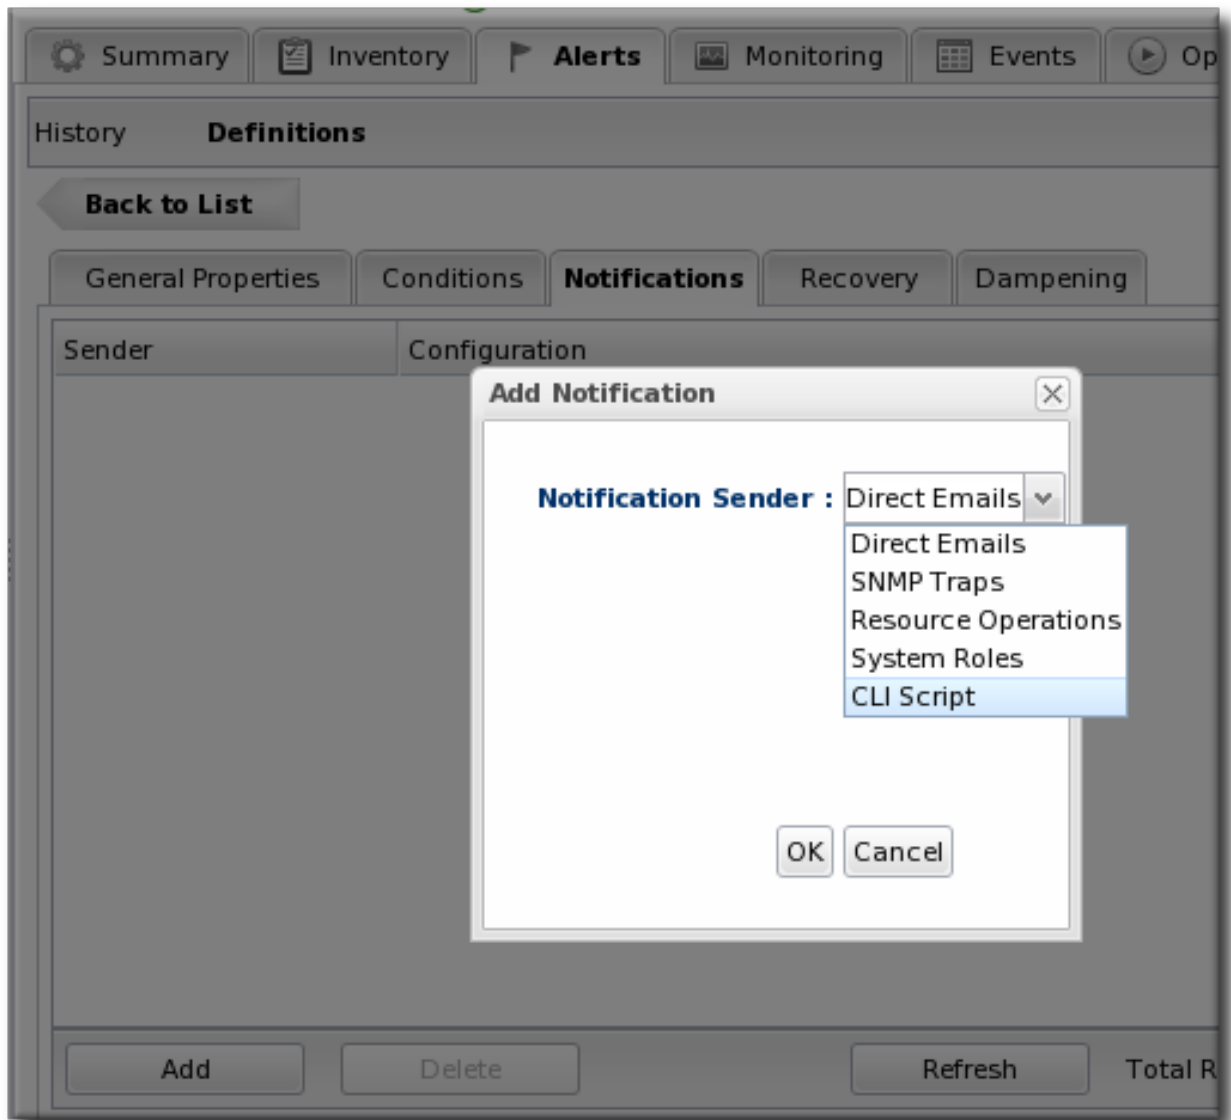 Summary Inventory Alerts Monitoring Events Op
History Definitions
Back to List
General Properties Conditions Notifications Recovery Dampening
Sender Configuration
Add Notification
Notification Sender : Direct Emails
Direct Emails
SNMP Traps
Resource Operations
System Roles
CLI Script
OK Cancel
Add Delete Refresh Total R